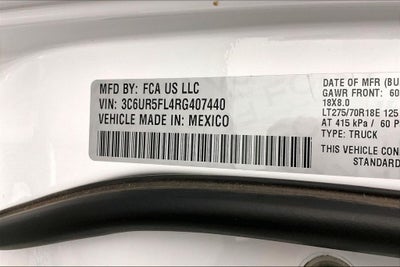 MFD BY: FCA US LLC
VIN: 3C6UR5FL4RG407440
VEHICLE MADE IN: MEXICO
DATE OF MFR (BU
GAWR FRONT: 60
18X8.0
LT275/70R18E 125
AT 415 kPa / 60 P
TYPE: TRUCK
THIS VEHICLE CON
STANDARD